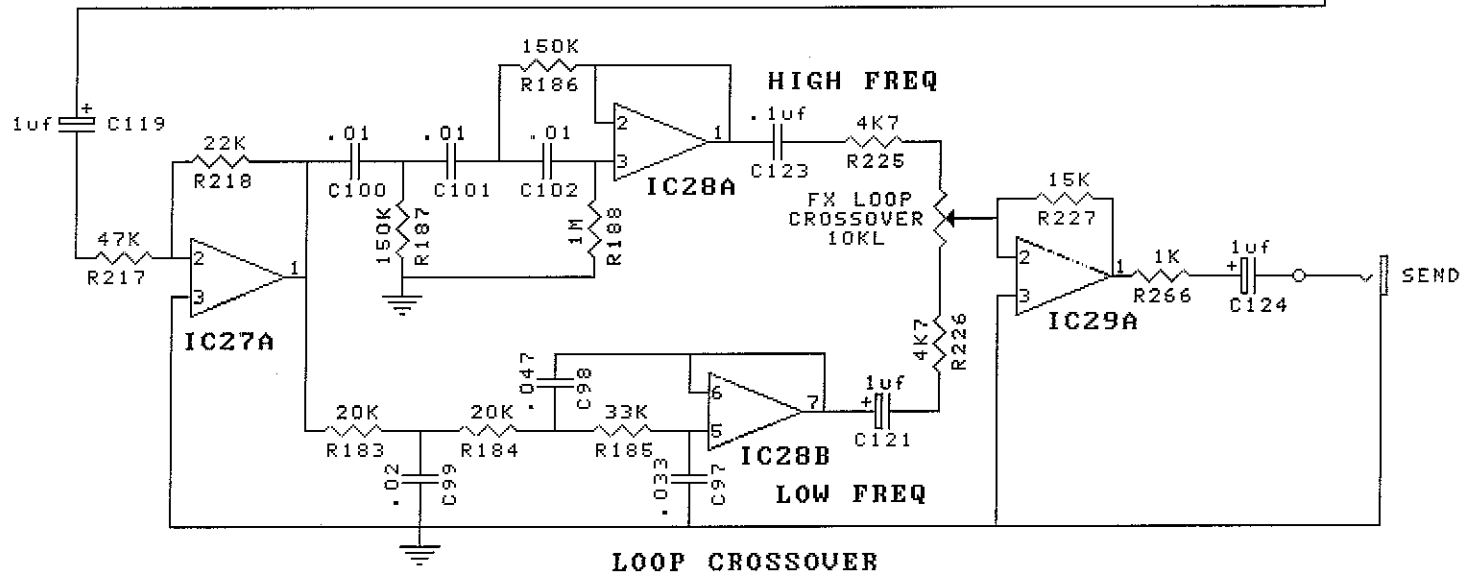 150K
R186
HIGH FREQ
+
1uf
C119
22K
R218
.01
C100
.01
C101
.01
C102
2
3
1
IC28A
.1uf
C123
4K7
R225
150K
R187
1M
R188
FX LOOP
CROSSOVER
10KL
15K
R227
47K
R217
2
3
1
IC27A
2
3
1
IC29A
1K
R266
1uf
+
C124
SEND
4K7
R226
.047
C98
20K
R183
20K
R184
33K
R185
6
5
7
IC28B
1uf
+
C121
.02
C99
.033
C97
LOW FREQ
LOOP CROSSOVER